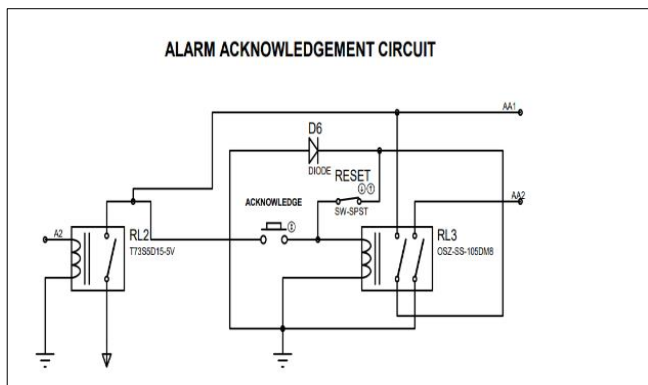 ALARM ACKNOWLEDGEMENT CIRCUIT
AA1
D6
DIODE
RESET
SW-SPST
ACKNOWLEDGE
AA2
A2
RL2
T73S5D15-5V
RL3
OSZ-SS-105DM8